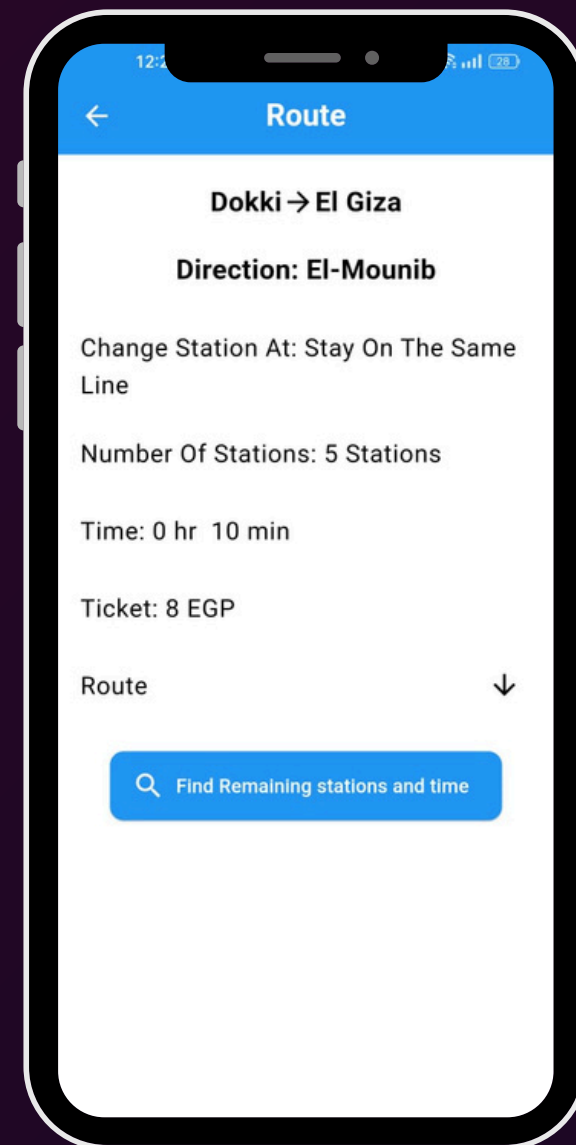 28
Route
Dokki → El Giza
Direction: El-Mounib
Change Station At: Stay On The Same
Line
Number Of Stations: 5 Stations
Time: 0 hr 10 min
Ticket: 8 EGP
Route
Find Remaining stations and time